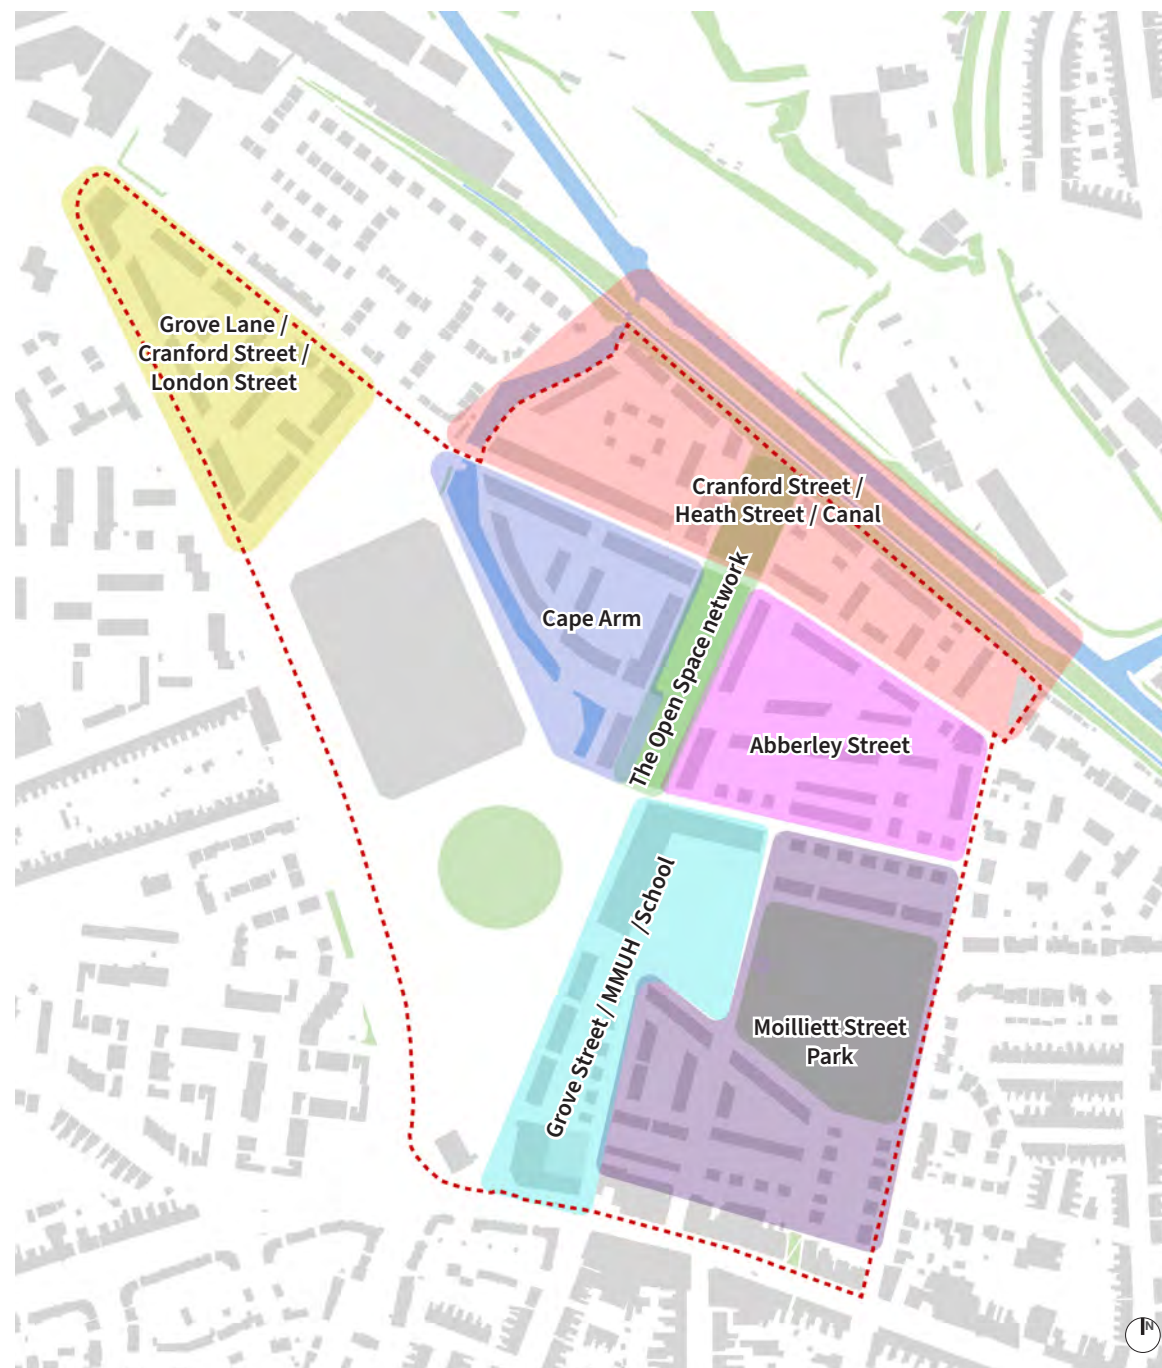 Grove Lane /
Cranford Street /
London Street
Cranford Street /
Heath Street / Canal
Cape Arm
The Open Space network
Abberley Street
Grove Street / MMUH /School
Moilliett Street
Park
N